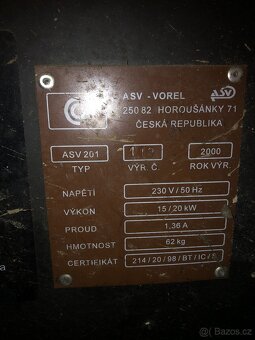 ASV - VOREL
ASV
250 82 HOROUŠÁNKY 71
ČESKÁ REPUBLIKA
ASV 201 2000
TYP VÝR. Č. ROK VÝR.
NAPĚTÍ 230 V / 50 Hz
VÝKON 15 / 20 kW
PROUD 1,36 A
HMOTNOST 62 kg
CERTIFIKÁT 214 / 20 / 98 / BT / IC / S
Bazos.cz